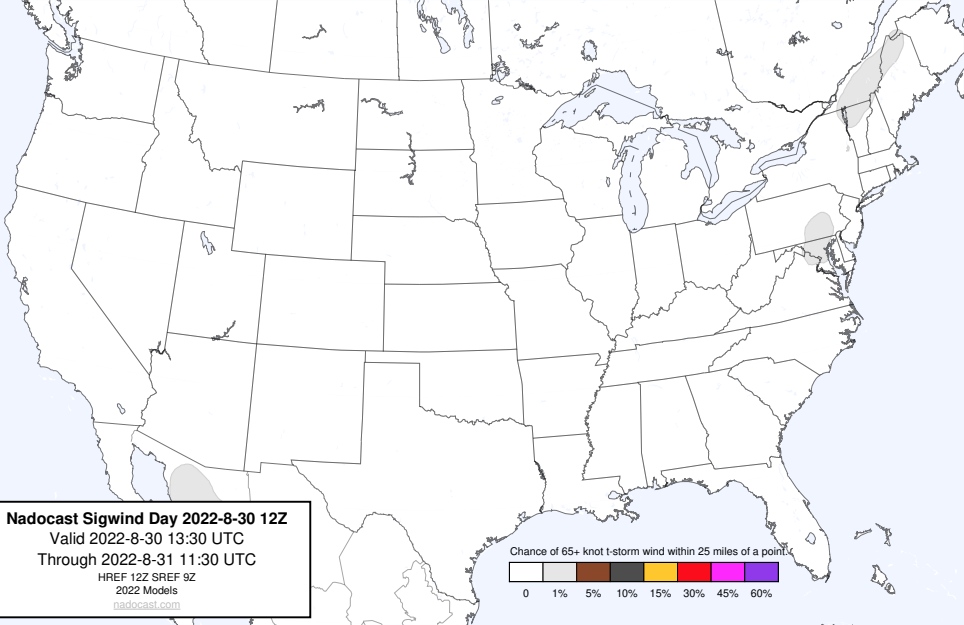 Nadocast Sigwind Day 2022-8-30 12Z
Valid 2022-8-30 13:30 UTC
Through 2022-8-31 11:30 UTC
HREF 12Z SREF 9Z
2022 Models
nadocast.com
Chance of 65+ knot t-storm wind within 25 miles of a point.
0 1% 5% 10% 15% 30% 45% 60%